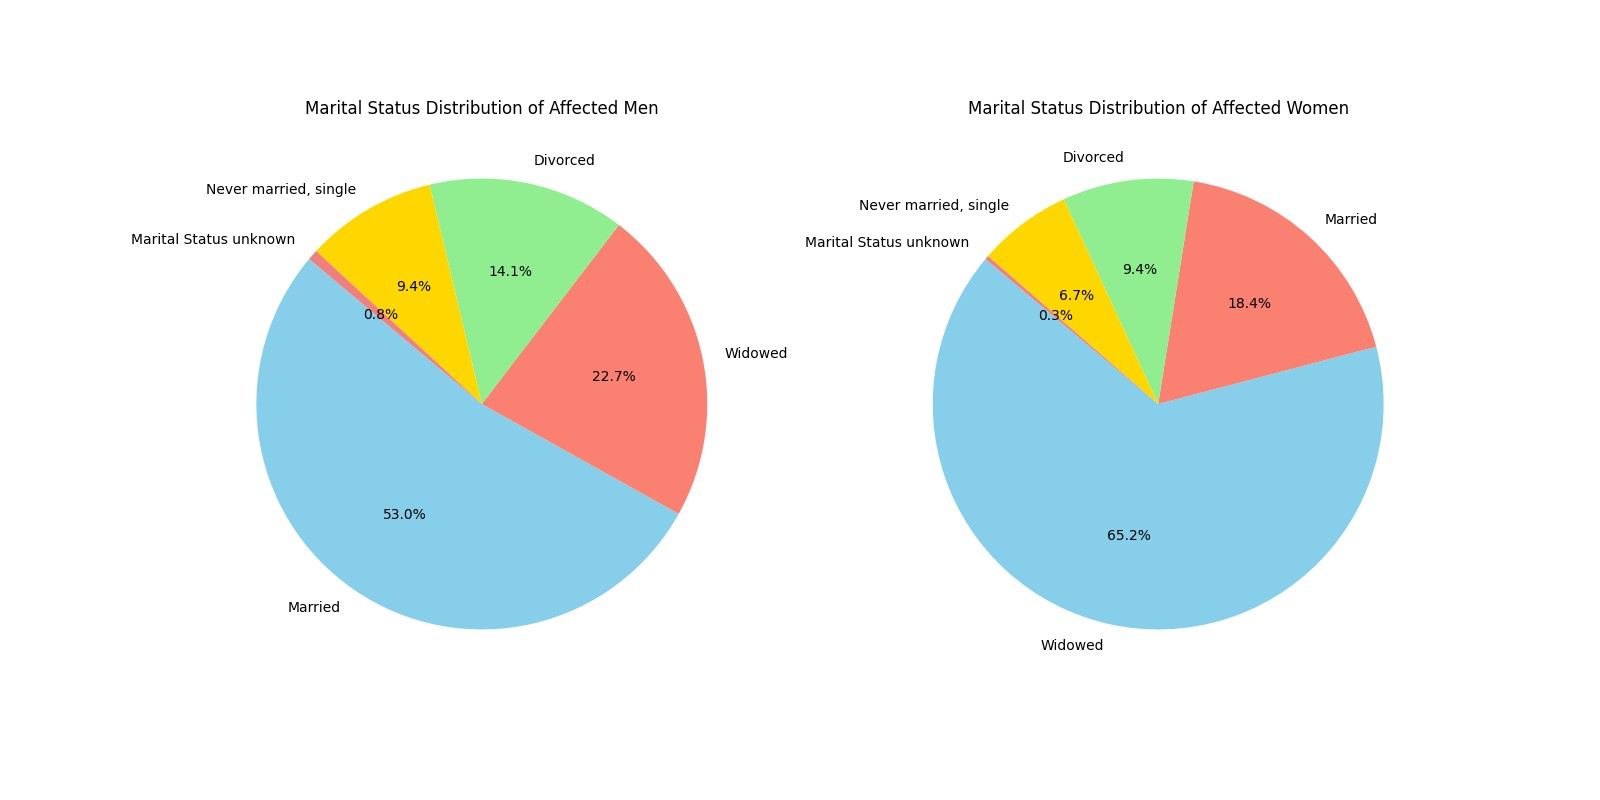 Marital Status Distribution of Affected Men
Divorced
Never married, single
Marital Status unknown
14.1%
9.4%
0.8%
Widowed
22.7%
53.0%
Married
Marital Status Distribution of Affected Women
Divorced
Never married, single
Married
Marital Status unknown
9.4%
6.7%
18.4%
0.3%
65.2%
Widowed